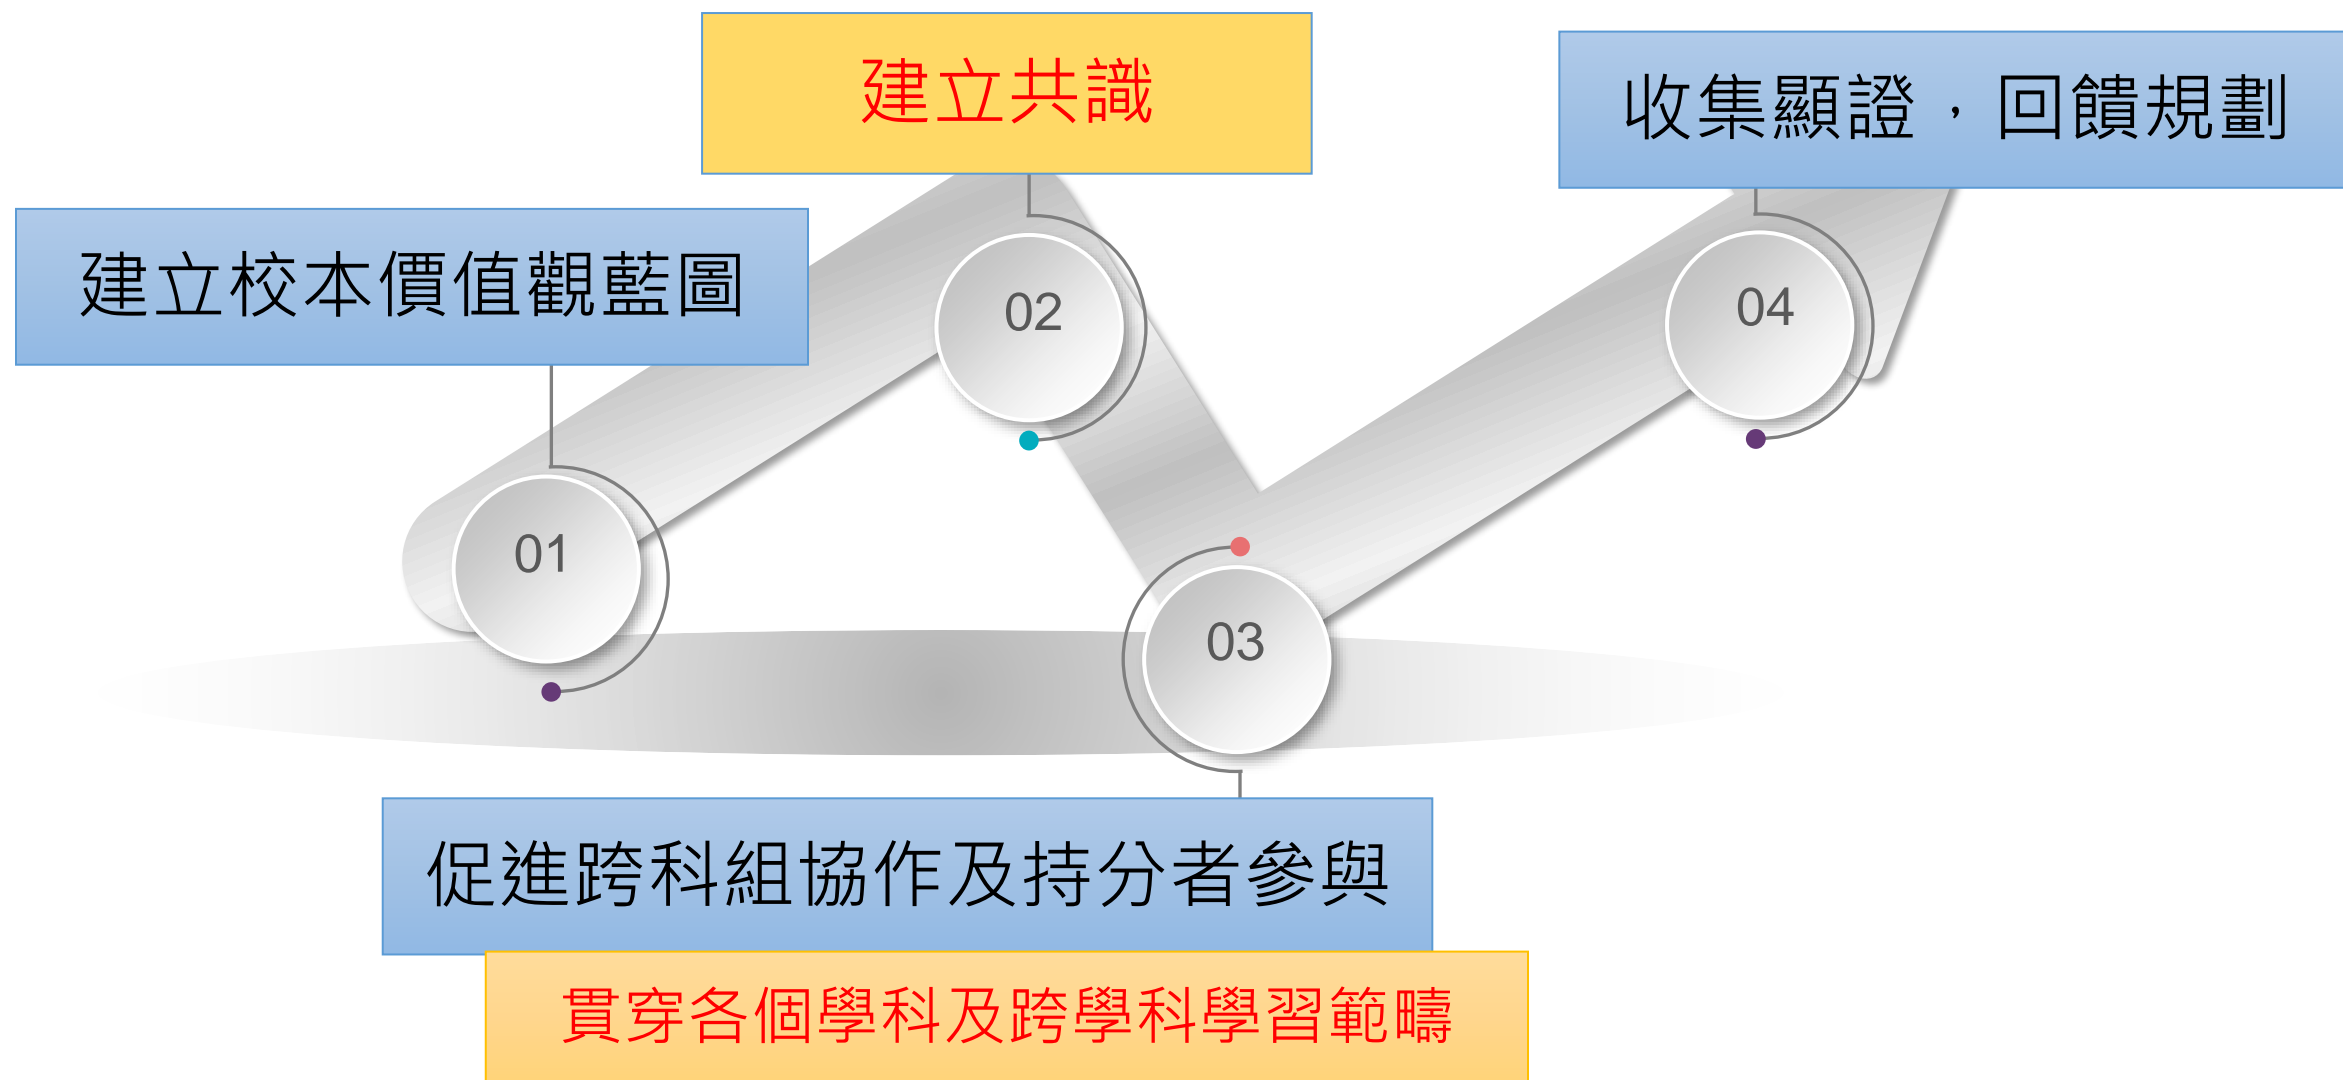 建立共識
收集顯證，回饋規劃
建立校本價值觀藍圖
02
04
01
03
促進跨科組協作及持分者參與
貫穿各個學科及跨學科學習範疇